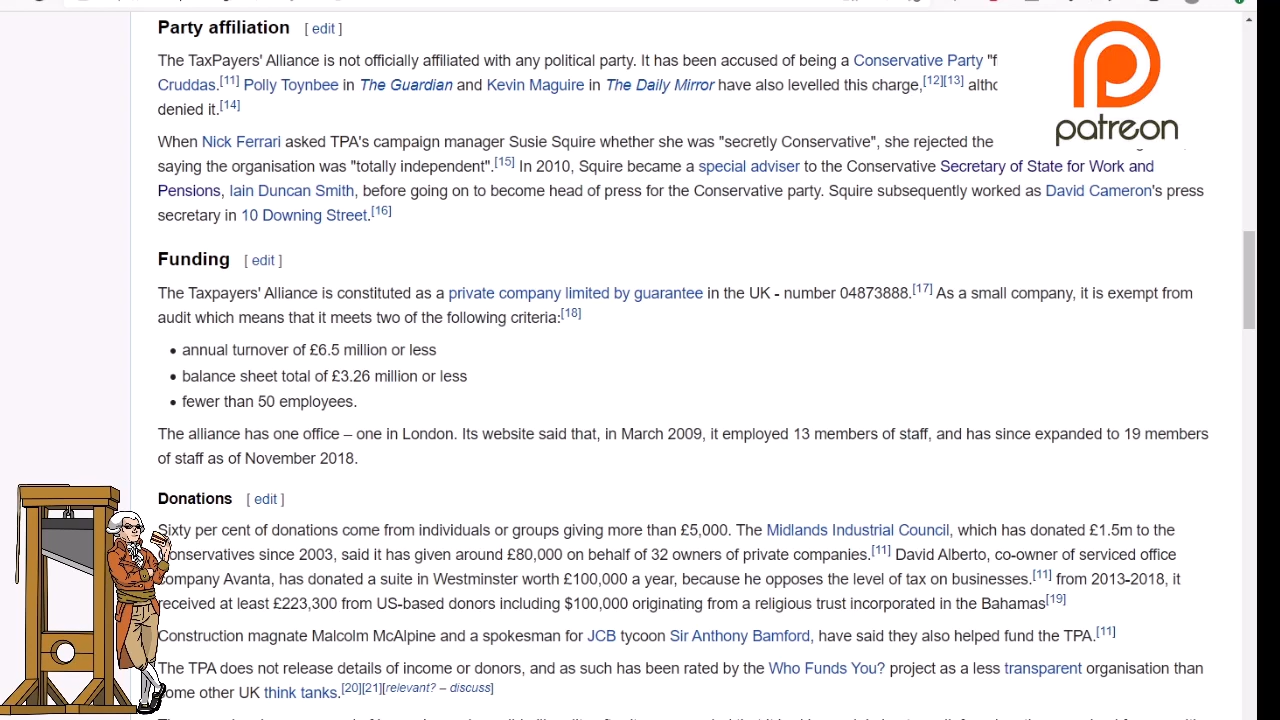 Party affiliation [ edit ]
patreon
The TaxPayers' Alliance is not officially affiliated with any political party. It has been accused of being a Conservative Party "f
Cruddas.[11] Polly Toynbee in The Guardian and Kevin Maguire in The Daily Mirror have also levelled this charge,[12][13] altho
denied it.[14]
When Nick Ferrari asked TPA's campaign manager Susie Squire whether she was "secretly Conservative", she rejected the
saying the organisation was "totally independent".[15] In 2010, Squire became a special adviser to the Conservative Secretary of State for Work and
Pensions, Iain Duncan Smith, before going on to become head of press for the Conservative party. Squire subsequently worked as David Cameron's press
secretary in 10 Downing Street.[16]
Funding [ edit ]
The Taxpayers' Alliance is constituted as a private company limited by guarantee in the UK - number 04873888.[17] As a small company, it is exempt from
audit which means that it meets two of the following criteria:[18]
• annual turnover of £6.5 million or less
• balance sheet total of £3.26 million or less
• fewer than 50 employees.
The alliance has one office – one in London. Its website said that, in March 2009, it employed 13 members of staff, and has since expanded to 19 members
of staff as of November 2018.
Donations [ edit ]
Sixty per cent of donations come from individuals or groups giving more than £5,000. The Midlands Industrial Council, which has donated £1.5m to the
onservatives since 2003, said it has given around £80,000 on behalf of 32 owners of private companies.[11] David Alberto, co-owner of serviced office
ompany Avanta, has donated a suite in Westminster worth £100,000 a year, because he opposes the level of tax on businesses.[11] from 2013-2018, it
received at least £223,300 from US-based donors including $100,000 originating from a religious trust incorporated in the Bahamas[19]
Construction magnate Malcolm McAlpine and a spokesman for JCB tycoon Sir Anthony Bamford, have said they also helped fund the TPA.[11]
The TPA does not release details of income or donors, and as such has been rated by the Who Funds You? project as a less transparent organisation than
some other UK think tanks.[20][21][relevant? – discuss]